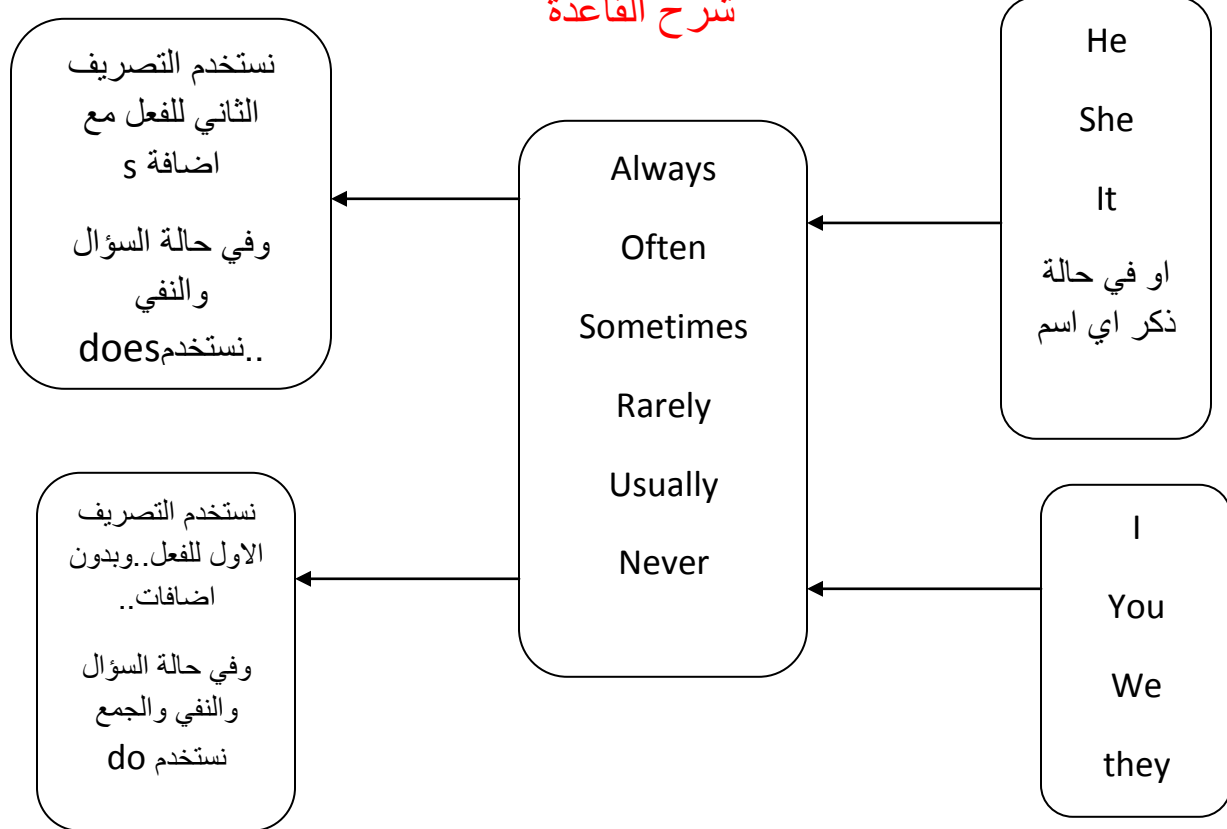 شرح القاعدة
He
She
It
او في حالة
ذكر اي اسم
I
You
We
they
Always
Often
Sometimes
Rarely
Usually
Never
نستخدم التصريف
الثاني للفعل مع
اضافة s
وفي حالة السؤال
والنفي
نستخدمdoes..
نستخدم التصريف
الاول للفعل..وبدون
اضافات..
وفي حالة السؤال
والنفي والجمع
نستخدم do